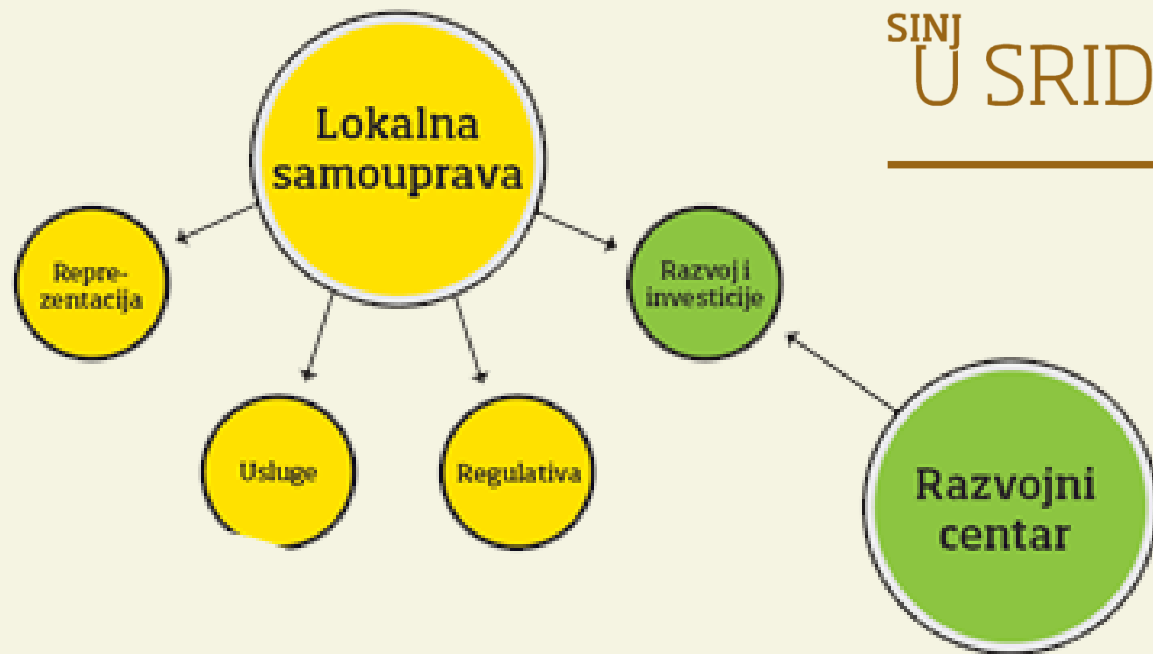 SINJ
U SRID
Lokalna
samouprava
Repre-
zentacija
Razvoj i
investicije
Usluge
Regulativa
Razvojni
centar